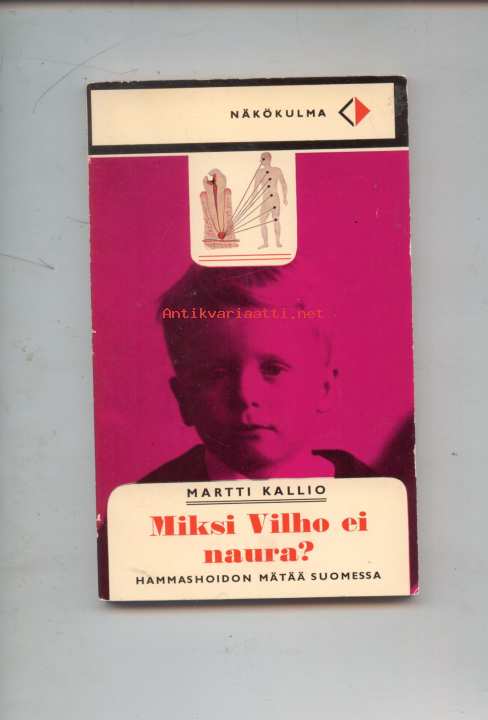 NÄKÖKULMA
Antikvariaatti.net
MARTTI KALLIO
Miksi Vilho ei
naura?
HAMMASHOIDON MÄTÄÄ SUOMESSA